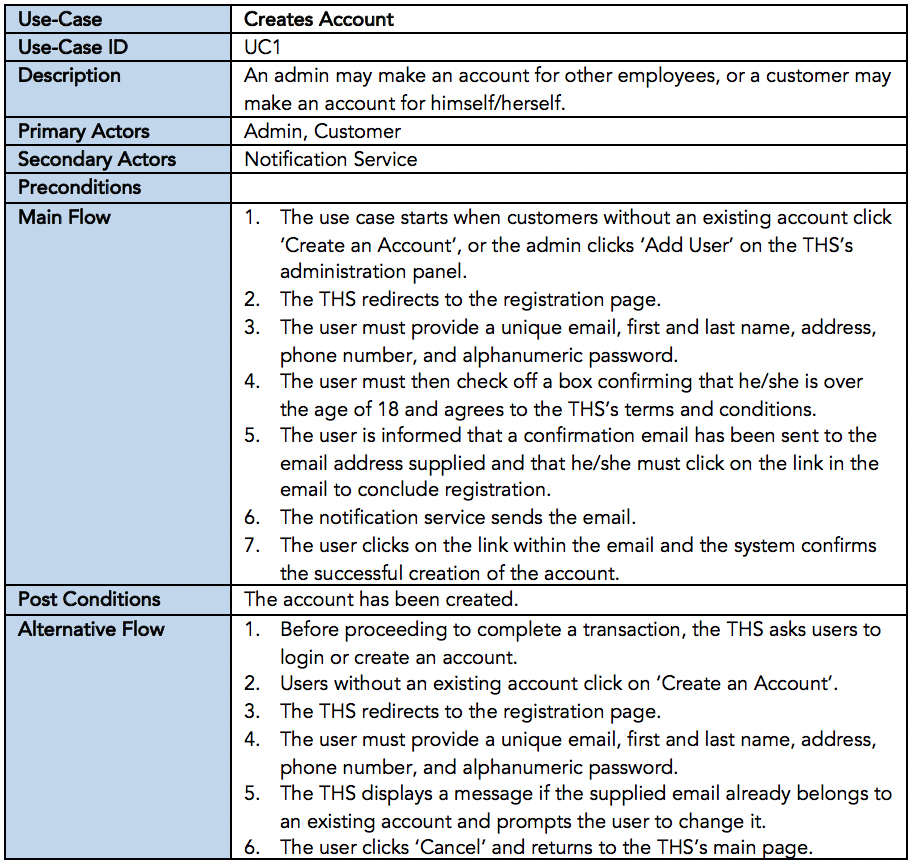 Use-Case Creates Account
Use-Case ID UC1
Description An admin may make an account for other employees, or a customer may
make an account for himself/herself.
Primary Actors Admin, Customer
Secondary Actors Notification Service
Preconditions
Main Flow 1. The use case starts when customers without an existing account click
‘Create an Account’, or the admin clicks ‘Add User’ on the THS’s
administration panel.
2. The THS redirects to the registration page.
3. The user must provide a unique email, first and last name, address,
phone number, and alphanumeric password.
4. The user must then check off a box confirming that he/she is over
the age of 18 and agrees to the THS’s terms and conditions.
5. The user is informed that a confirmation email has been sent to the
email address supplied and that he/she must click on the link in the
email to conclude registration.
6. The notification service sends the email.
7. The user clicks on the link within the email and the system confirms
the successful creation of the account.
Post Conditions The account has been created.
Alternative Flow 1. Before proceeding to complete a transaction, the THS asks users to
login or create an account.
2. Users without an existing account click on ‘Create an Account’.
3. The THS redirects to the registration page.
4. The user must provide a unique email, first and last name, address,
phone number, and alphanumeric password.
5. The THS displays a message if the supplied email already belongs to
an existing account and prompts the user to change it.
6. The user clicks ‘Cancel’ and returns to the THS’s main page.